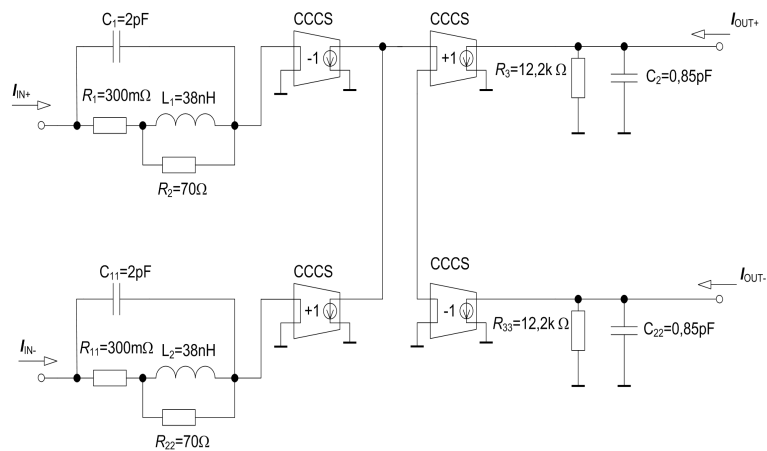 C1=2pF
CCCS
CCCS
IOUT+
-1
+1
R3=12,2k Ω
C2=0,85pF
IIN+
R1=300mΩ
L1=38nH
R2=70Ω
C11=2pF
CCCS
CCCS
IOUT-
+1
-1
R33=12,2k Ω
C22=0,85pF
IIN-
R11=300mΩ
L2=38nH
R22=70Ω